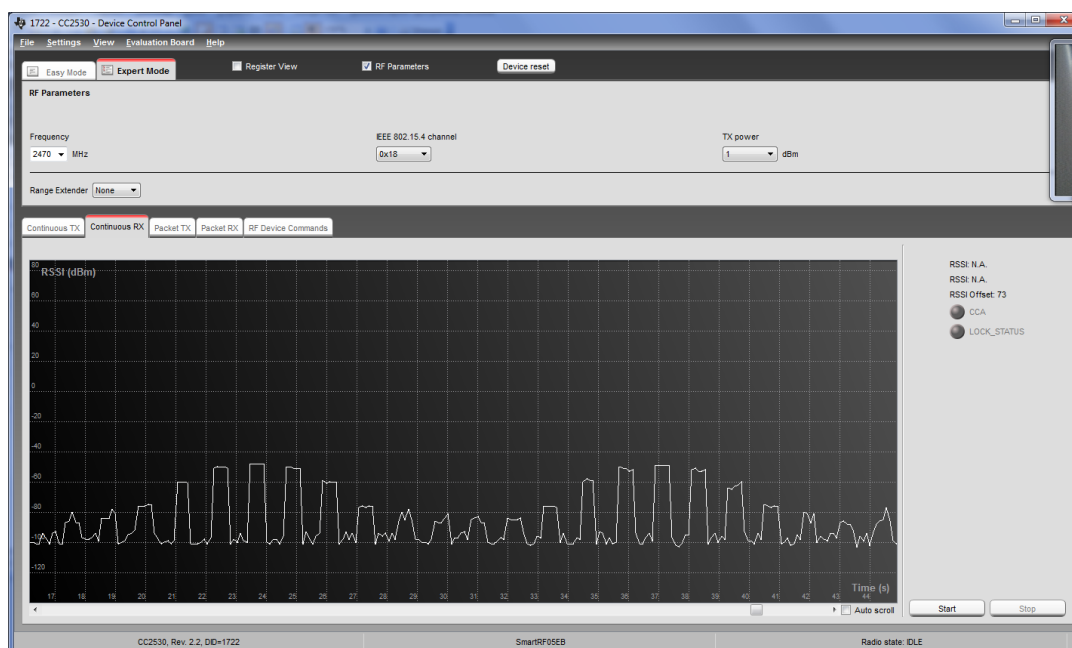 1722 - CC2530 - Device Control Panel
File Settings View Evaluation Board Help
Easy Mode Expert Mode Register View RF Parameters Device reset
RF Parameters
Frequency IEEE 802.15.4 channel TX power
2470 MHz 0x18 1 dBm
Range Extender None
Continuous TX Continuous RX Packet TX Packet RX RF Device Commands
80
RSSI (dBm)
60
40
20
0
-20
-40
-60
-80
-100
-120
Time (s)
17 18 19 20 21 22 23 24 25 26 27 28 29 30 31 32 33 34 35 36 37 38 39 40 41 42 43 44
RSSI: N.A.
RSSI: N.A.
RSSI Offset: 73
CCA
LOCK_STATUS
Auto scroll Start Stop
CC2530, Rev. 2.2, DID=1722 SmartRF05EB Radio state: IDLE